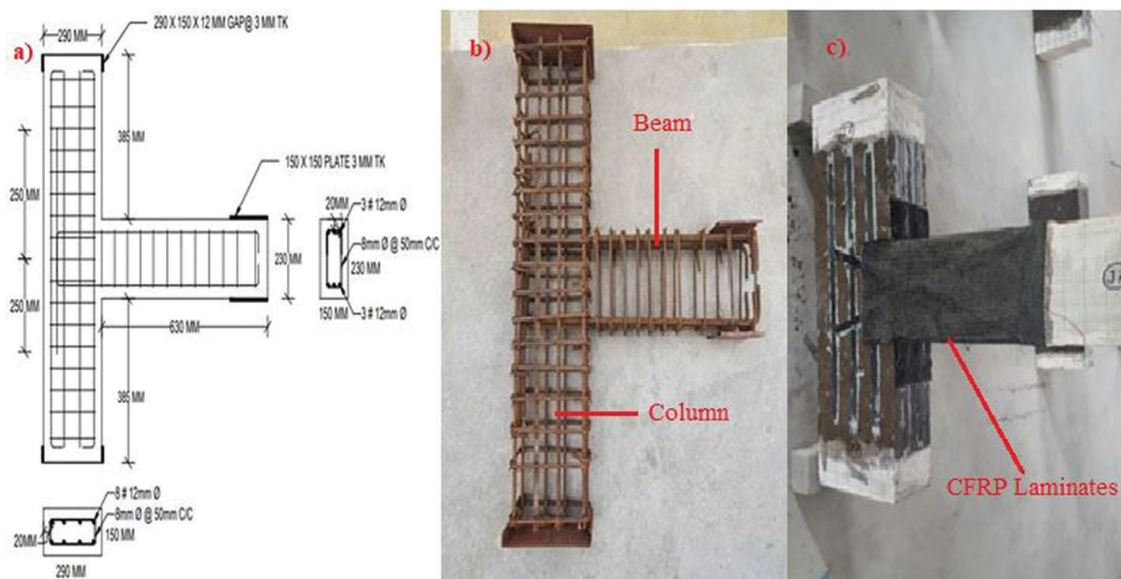 a)
290 MM
290 X 150 X 12 MM GAP@ 3 MM TK
385 MM
250 MM
250 MM
150 X 150 PLATE 3 MM TK
20MM
3 # 12mm Ø
8mm Ø @ 50mm C/C
230 MM
230 MM
150 MM
3 # 12mm Ø
630 MM
385 MM
8 # 12mm Ø
8mm Ø @ 50mm C/C
150 MM
20MM
290 MM
b)
Beam
Column
c)
CFRP Laminates